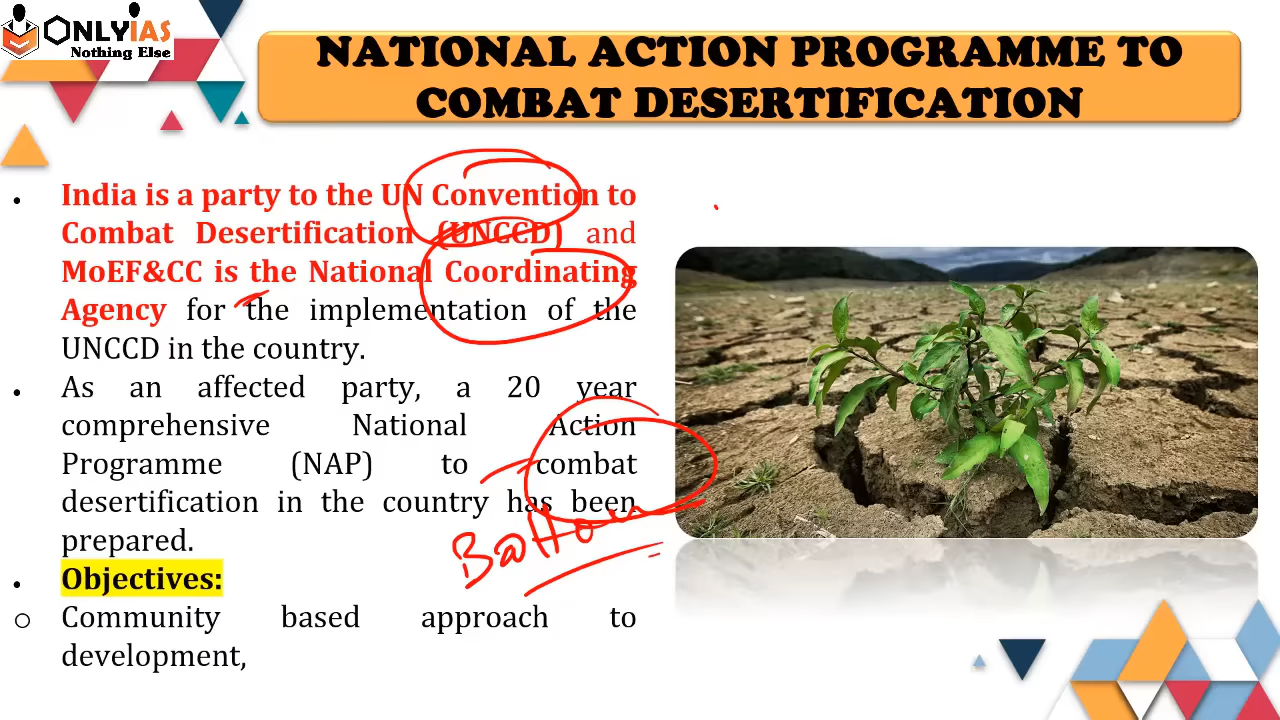 ONLYIAS
Nothing Else
NATIONAL ACTION PROGRAMME TO
COMBAT DESERTIFICATION
• India is a party to the UN Convention to
Combat Desertification (UNCCD) and
MoEF&CC is the National Coordinating
Agency for the implementation of the
UNCCD in the country.
• As an affected party, a 20 year
comprehensive National Action
Programme (NAP) to combat
desertification in the country has been
prepared.
• Objectives:
o Community based approach to
development,